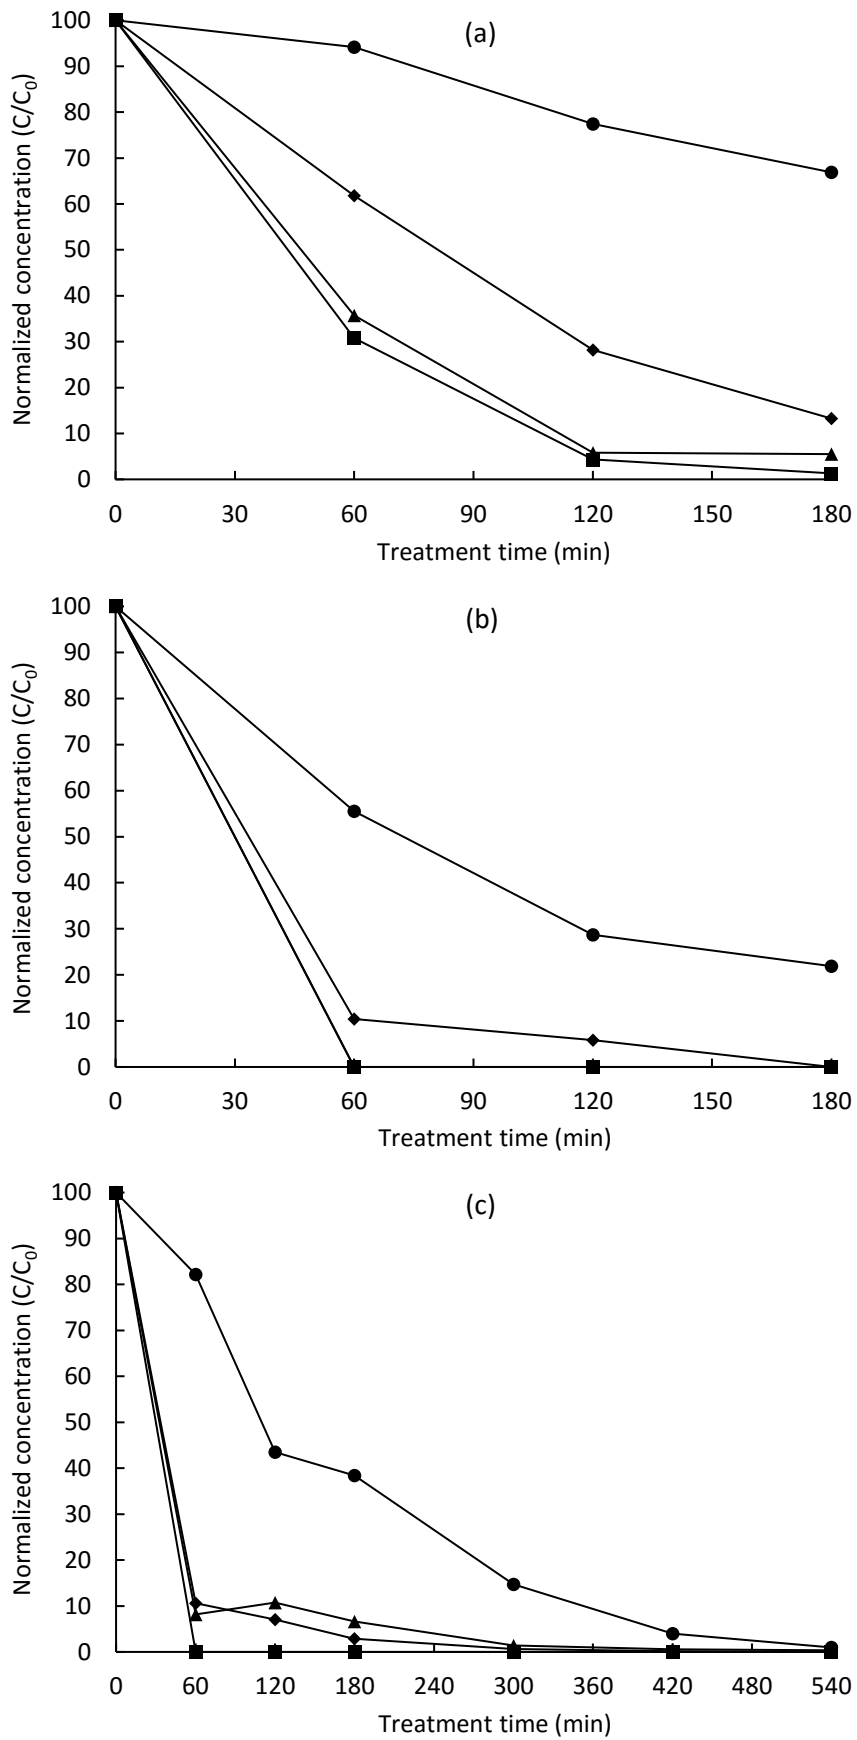 (a)
Normalized concentration (C/C₀)
100
90
80
70
60
50
40
30
20
10
0
0 30 60 90 120 150 180
Treatment time (min)
(b)
Normalized concentration (C/C₀)
100
90
80
70
60
50
40
30
20
10
0
0 30 60 90 120 150 180
Treatment time (min)
(c)
Normalized concentration (C/C₀)
100
90
80
70
60
50
40
30
20
10
0
0 60 120 180 240 300 360 420 480 540
Treatment time (min)